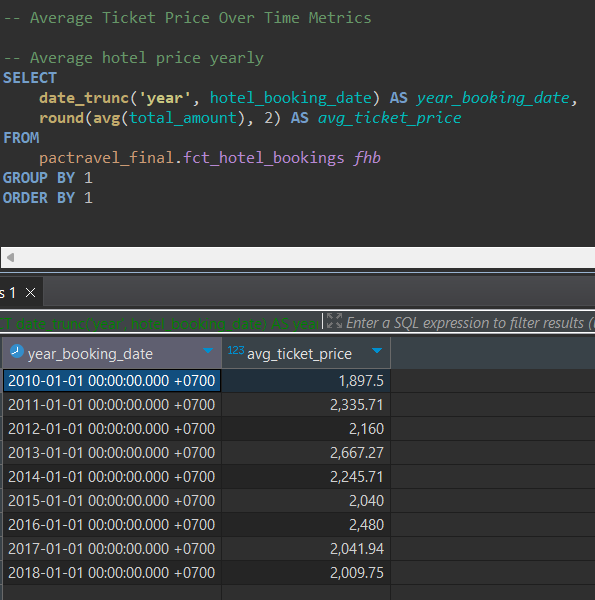 -- Average Ticket Price Over Time Metrics
-- Average hotel price yearly
SELECT
date_trunc('year', hotel_booking_date) AS year_booking_date,
round(avg(total_amount), 2) AS avg_ticket_price
FROM
pactravel_final.fct_hotel_bookings fhb
GROUP BY 1
ORDER BY 1
s 1
CT date_trunc('year', hotel_booking_date) AS year Enter a SQL expression to filter results (
year_booking_date 123 avg_ticket_price
2010-01-01 00:00:00.000 +0700 1,897.5
2011-01-01 00:00:00.000 +0700 2,335.71
2012-01-01 00:00:00.000 +0700 2,160
2013-01-01 00:00:00.000 +0700 2,667.27
2014-01-01 00:00:00.000 +0700 2,245.71
2015-01-01 00:00:00.000 +0700 2,040
2016-01-01 00:00:00.000 +0700 2,480
2017-01-01 00:00:00.000 +0700 2,041.94
2018-01-01 00:00:00.000 +0700 2,009.75